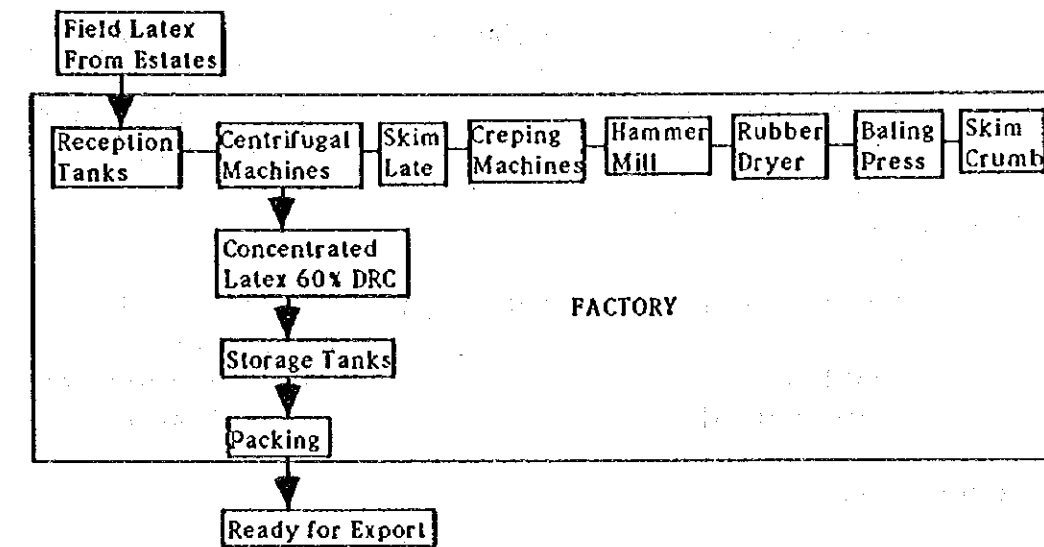 Field Latex
From Estates
Reception
Tanks
Centrifugal
Machines
Skim
Late
Creping
Machines
Hammer
Mill
Rubber
Dryer
Baling
Press
Skim
Crumb
Concentrated
Latex 60% DRC
FACTORY
Storage Tanks
Packing
Ready for Export